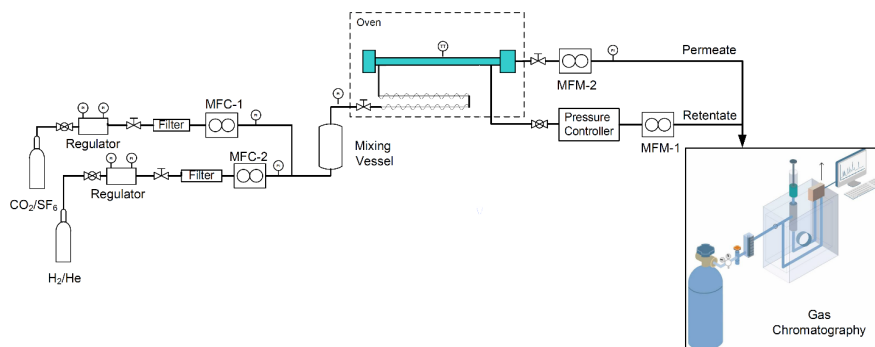 Oven
Permeate
MFM-2
MFC-1
Pressure
Controller
Retentate
Filter
Regulator
MFM-1
Mixing
Vessel
MFC-2
Filter
Regulator
CO₂/SF₆
H₂/He
Gas
Chromatography